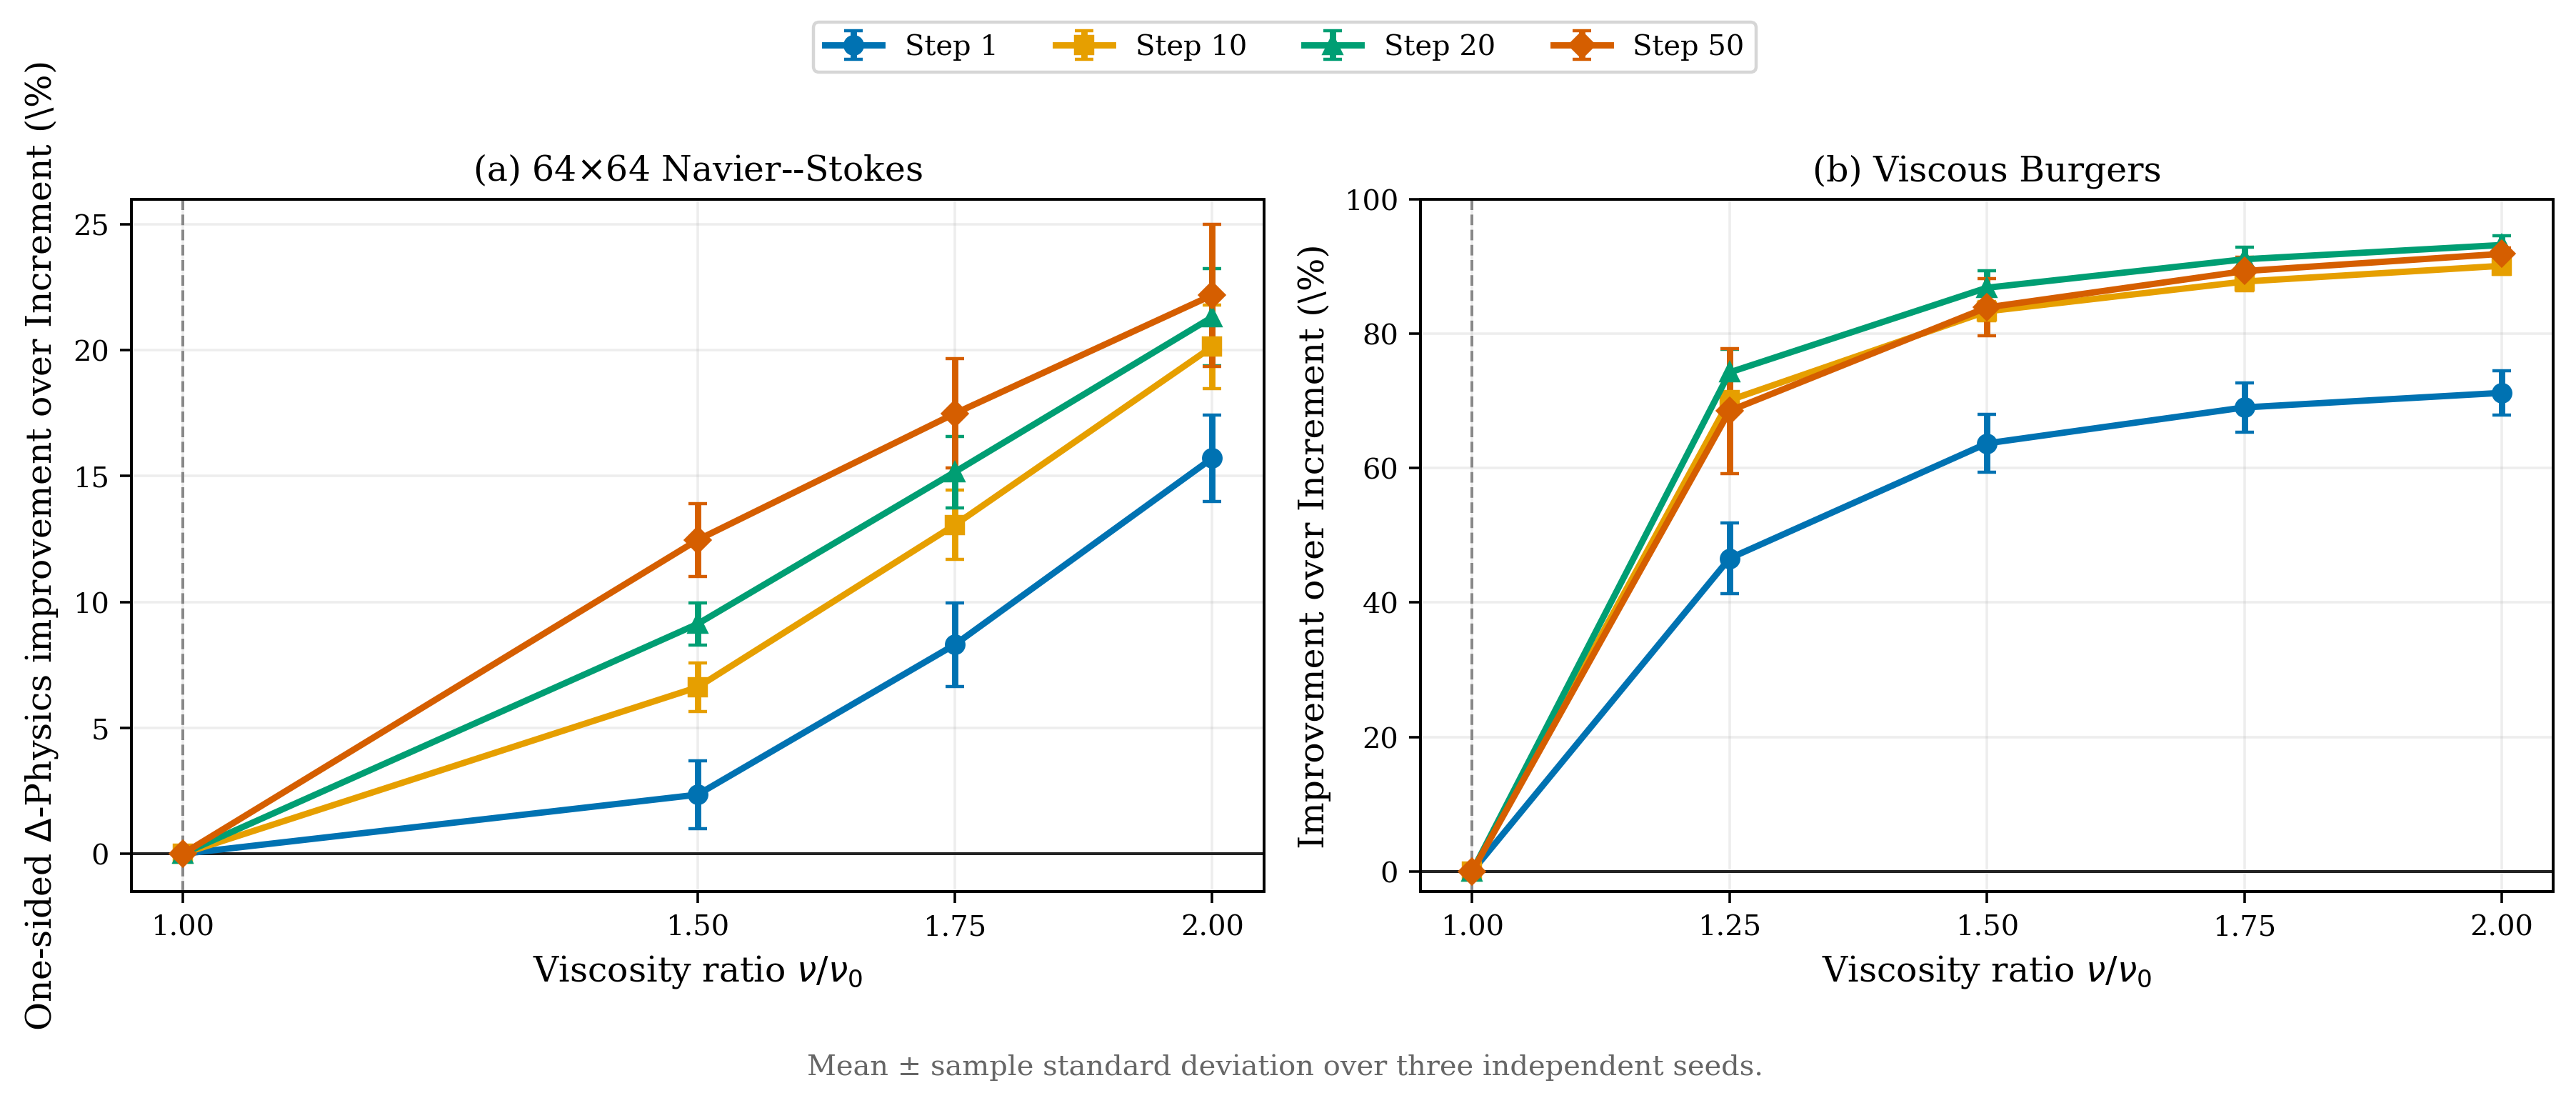 Step 1 Step 10 Step 20 Step 50
(a) 64×64 Navier--Stokes
One-sided Δ-Physics improvement over Increment (\%)
25
20
15
10
5
0
1.00 1.50 1.75 2.00
Viscosity ratio ν/ν₀
(b) Viscous Burgers
Improvement over Increment (\%)
100
80
60
40
20
0
1.00 1.25 1.50 1.75 2.00
Viscosity ratio ν/ν₀
Mean ± sample standard deviation over three independent seeds.